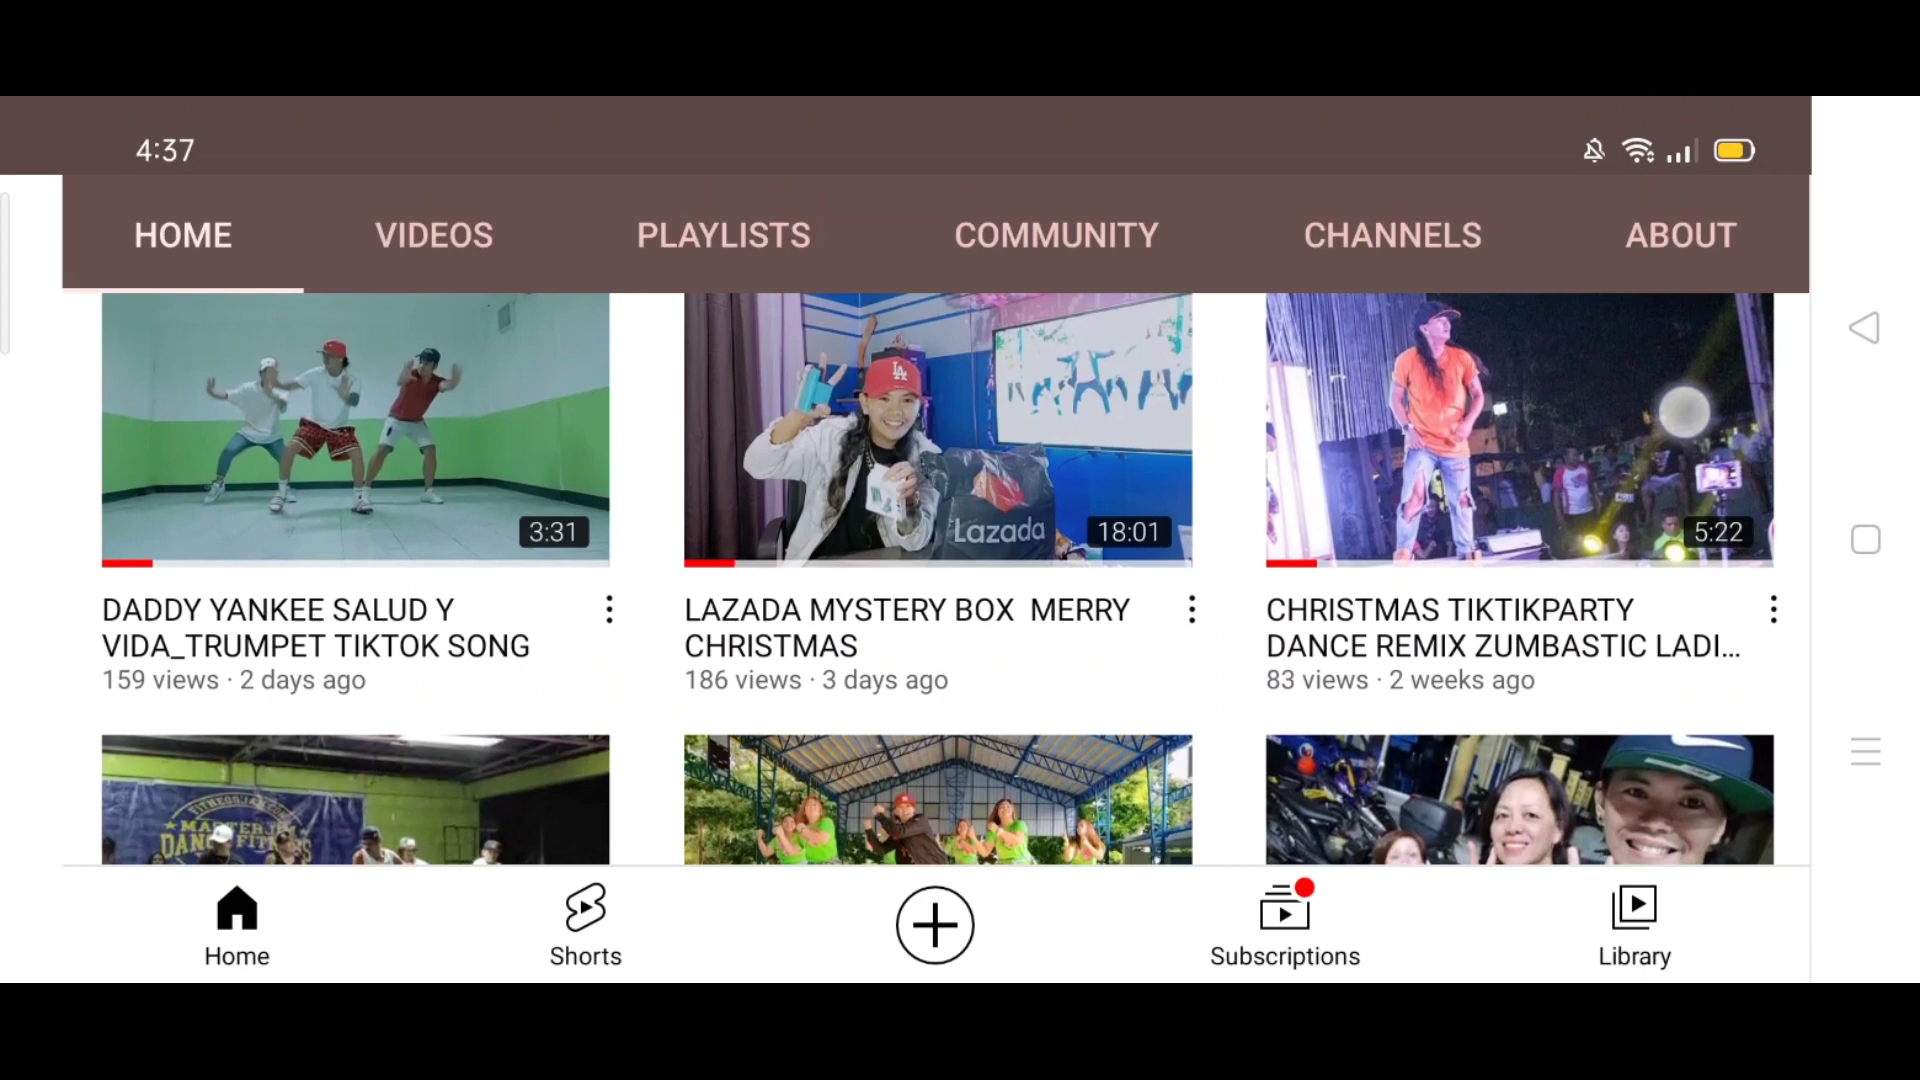 4:37
HOME VIDEOS PLAYLISTS COMMUNITY CHANNELS ABOUT
LA
Lazada
3:31 18:01 5:22
DADDY YANKEE SALUD Y
VIDA_TRUMPET TIKTOK SONG
159 views · 2 days ago
LAZADA MYSTERY BOX MERRY
CHRISTMAS
186 views · 3 days ago
CHRISTMAS TIKTIKPARTY
DANCE REMIX ZUMBASTIC LADI...
83 views · 2 weeks ago
Home Shorts Subscriptions Library